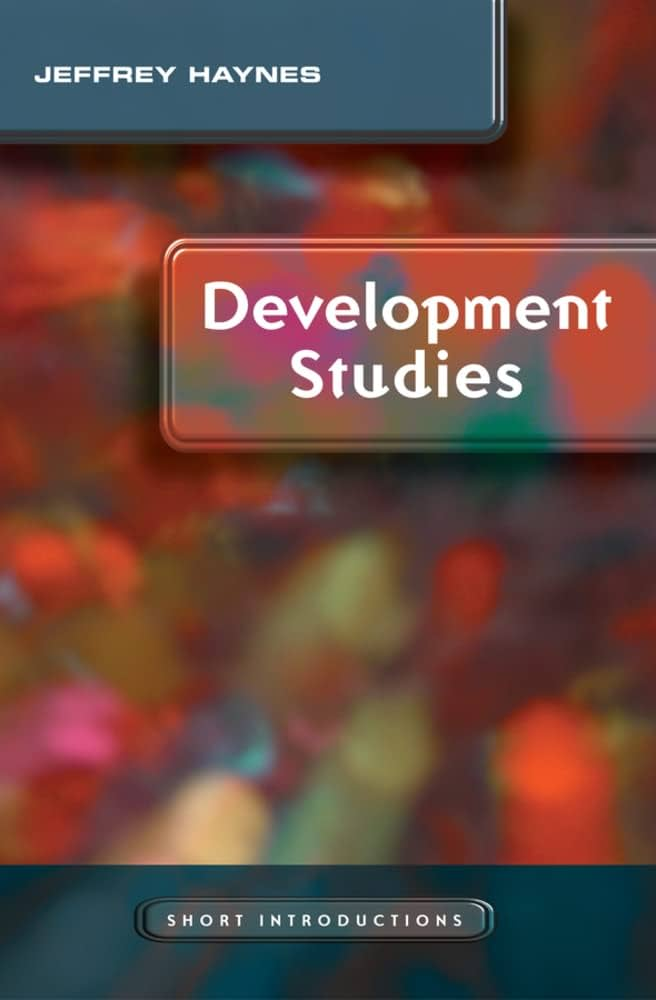 JEFFREY HAYNES
Development
Studies
SHORT INTRODUCTIONS